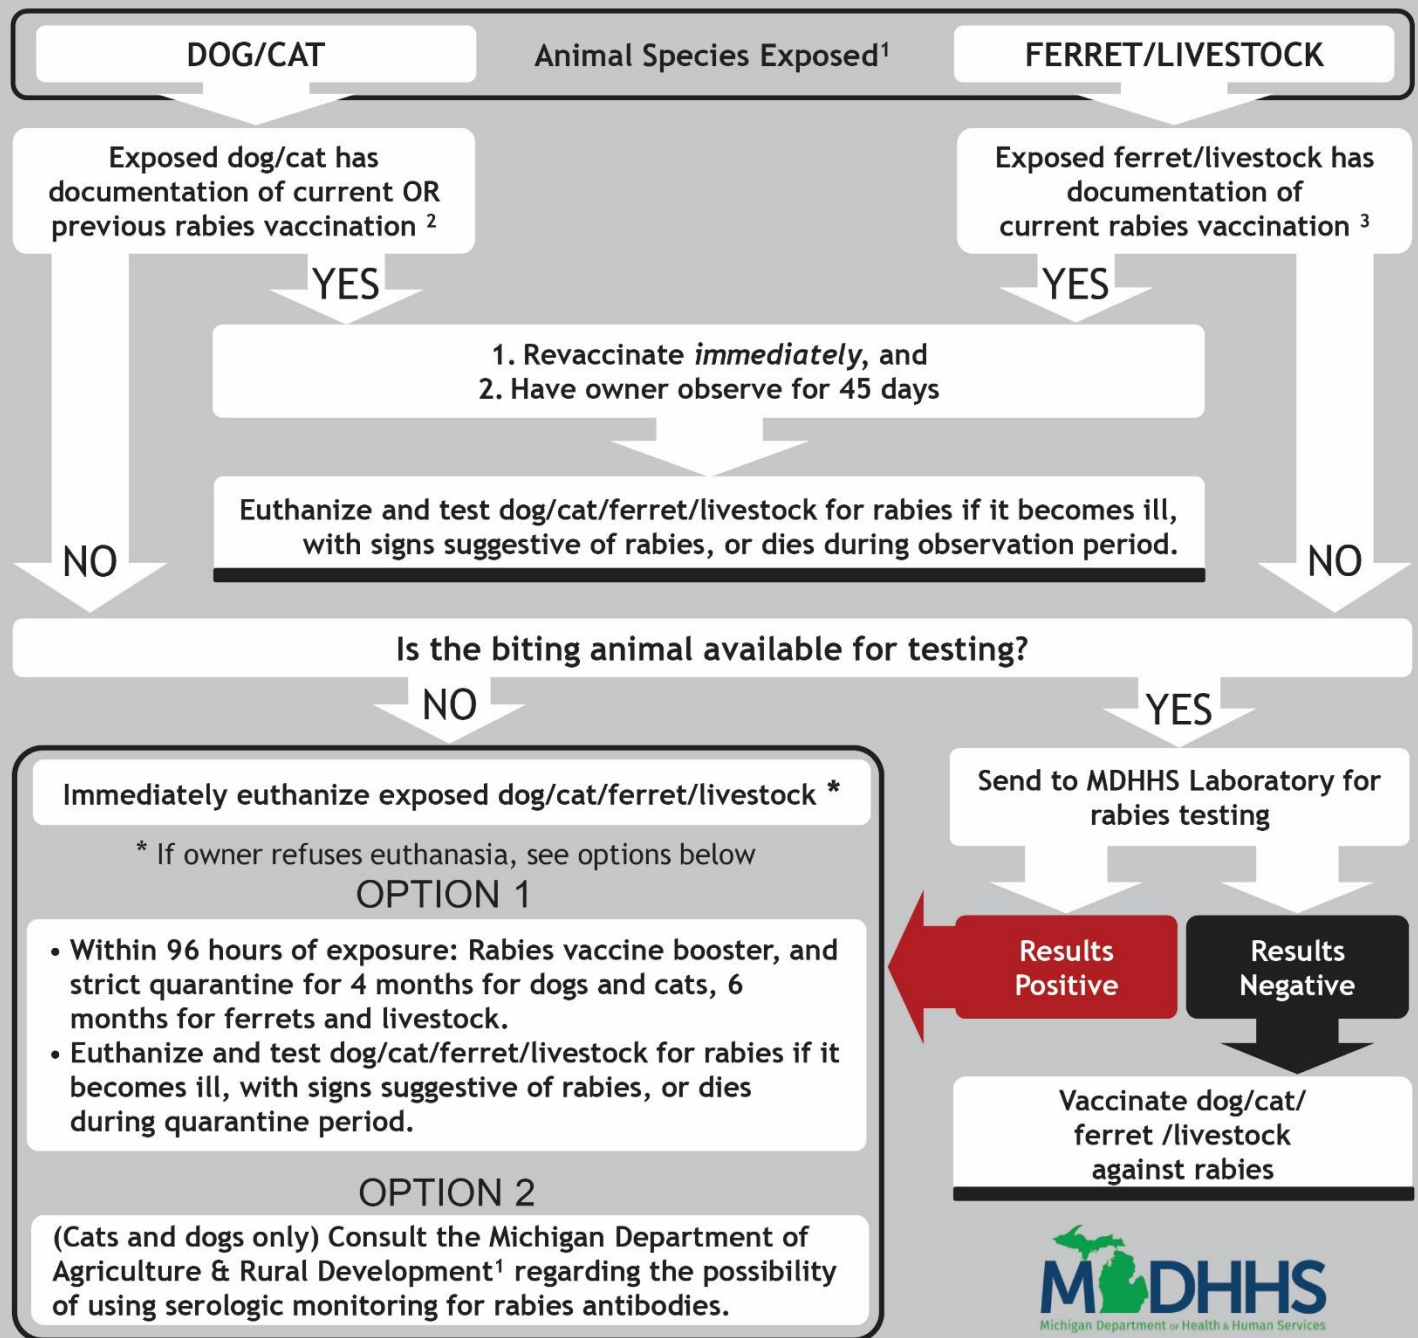 DOG/CAT
Animal Species Exposed¹
FERRET/LIVESTOCK
Exposed dog/cat has
documentation of current OR
previous rabies vaccination ²
Exposed ferret/livestock has
documentation of
current rabies vaccination ³
YES
YES
1. Revaccinate immediately, and
2. Have owner observe for 45 days
Euthanize and test dog/cat/ferret/livestock for rabies if it becomes ill,
with signs suggestive of rabies, or dies during observation period.
NO
NO
Is the biting animal available for testing?
NO
YES
Immediately euthanize exposed dog/cat/ferret/livestock *
* If owner refuses euthanasia, see options below
OPTION 1
• Within 96 hours of exposure: Rabies vaccine booster, and
strict quarantine for 4 months for dogs and cats, 6
months for ferrets and livestock.
• Euthanize and test dog/cat/ferret/livestock for rabies if it
becomes ill, with signs suggestive of rabies, or dies
during quarantine period.
OPTION 2
(Cats and dogs only) Consult the Michigan Department of
Agriculture & Rural Development¹ regarding the possibility
of using serologic monitoring for rabies antibodies.
Send to MDHHS Laboratory for
rabies testing
Results
Positive
Results
Negative
Vaccinate dog/cat/
ferret /livestock
against rabies
MDHHS
Michigan Department or Health & Human Services